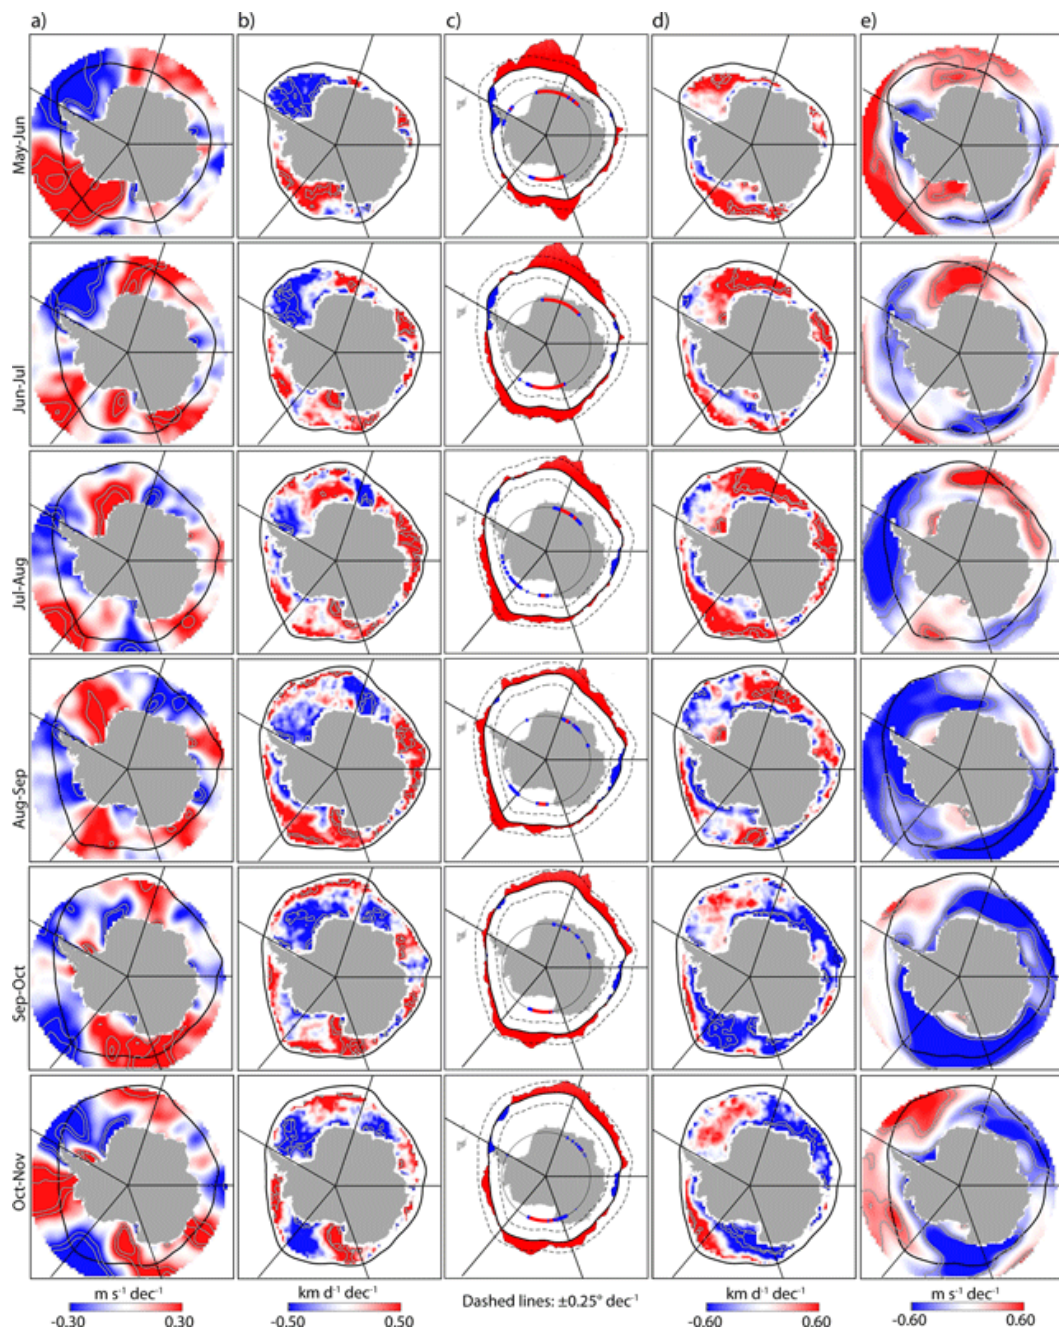 a) b) c) d) e)
May-Jun
Jun-Jul
Jul-Aug
Aug-Sep
Sep-Oct
Oct-Nov
m s⁻¹ dec⁻¹ km d⁻¹ dec⁻¹ Dashed lines: ±0.25° dec⁻¹ km d⁻¹ dec⁻¹ m s⁻¹ dec⁻¹
-0.30 0.30 -0.50 0.50 -0.60 0.60 -0.60 0.60